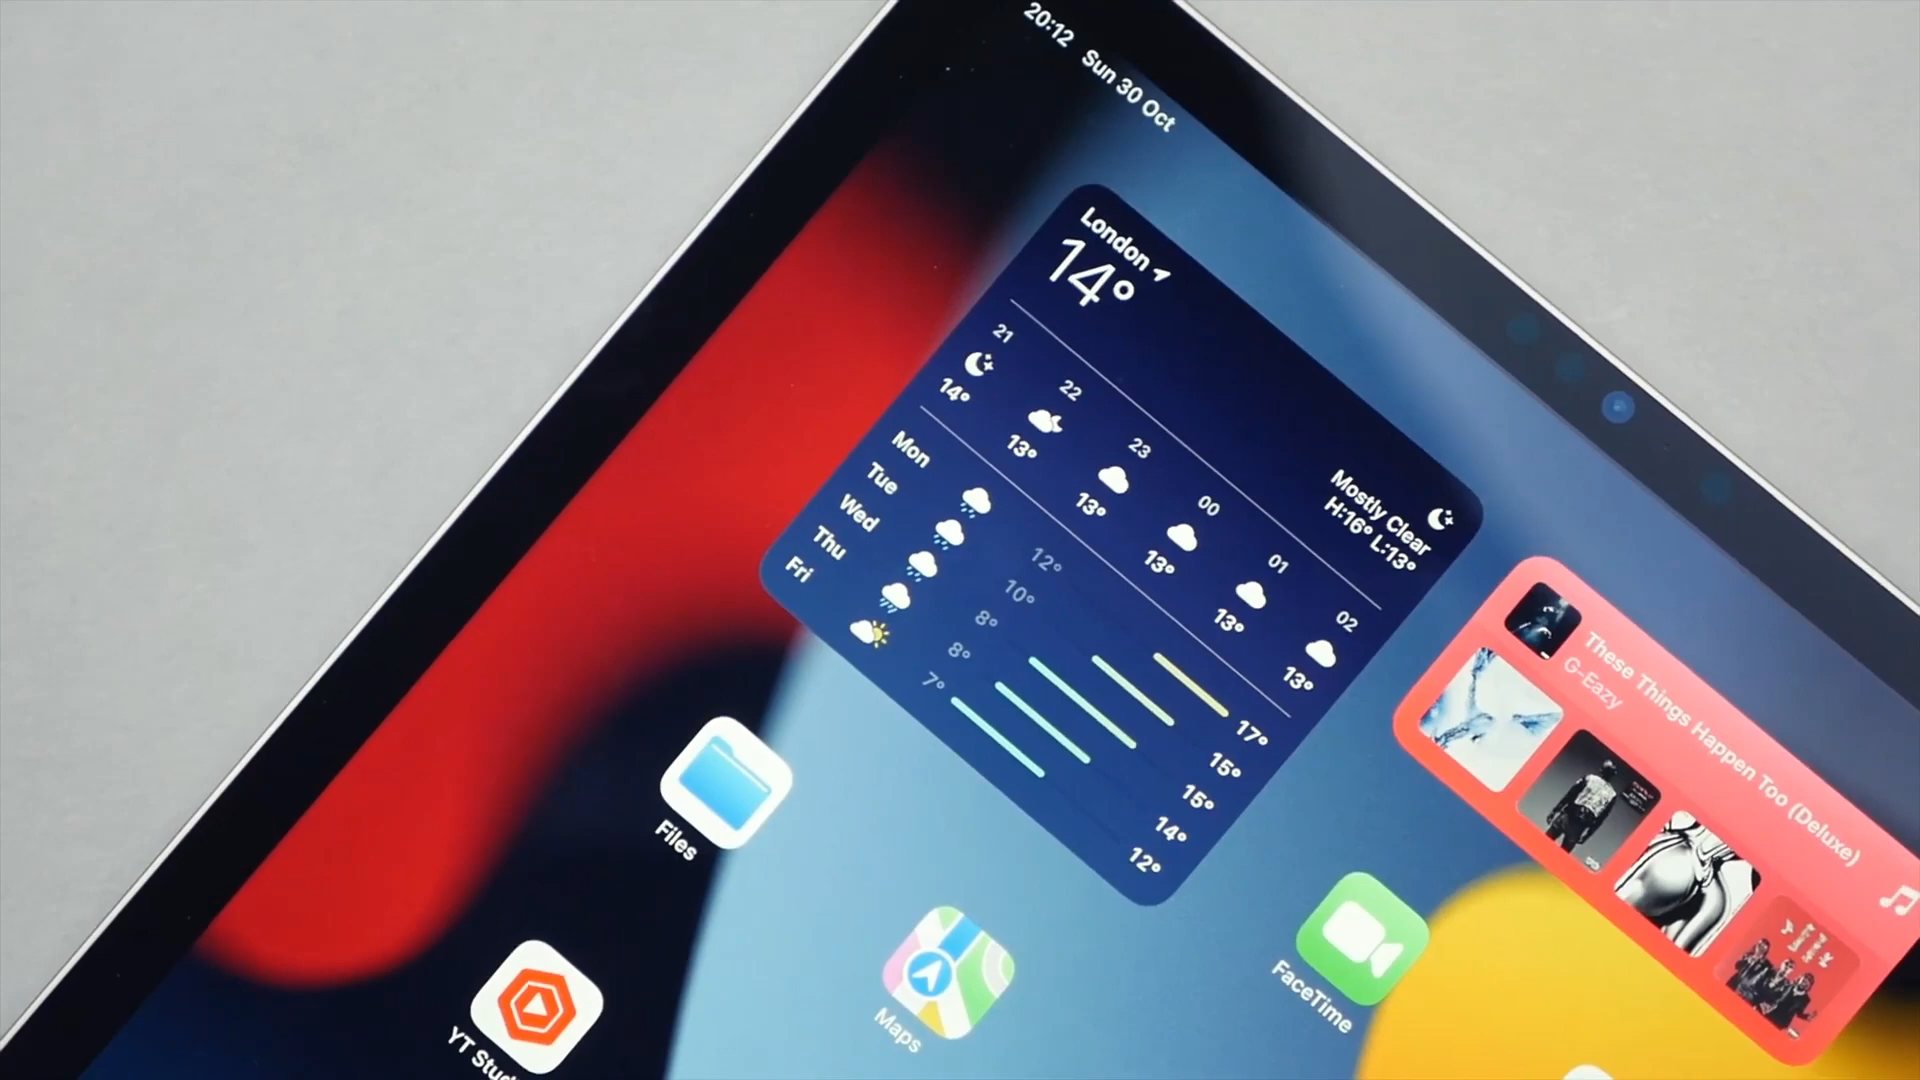 20:12 Sun 30 Oct
London
14°
Mostly Clear
H:16° L:13°
21 22 23 00 01 02
14° 13° 13° 13° 13° 13°
Mon 12° 17°
Tue 10° 15°
Wed 8° 15°
Thu 8° 14°
Fri 7° 12°
These Things Happen Too (Deluxe)
G-Eazy
Files
Maps
FaceTime
YT Stud